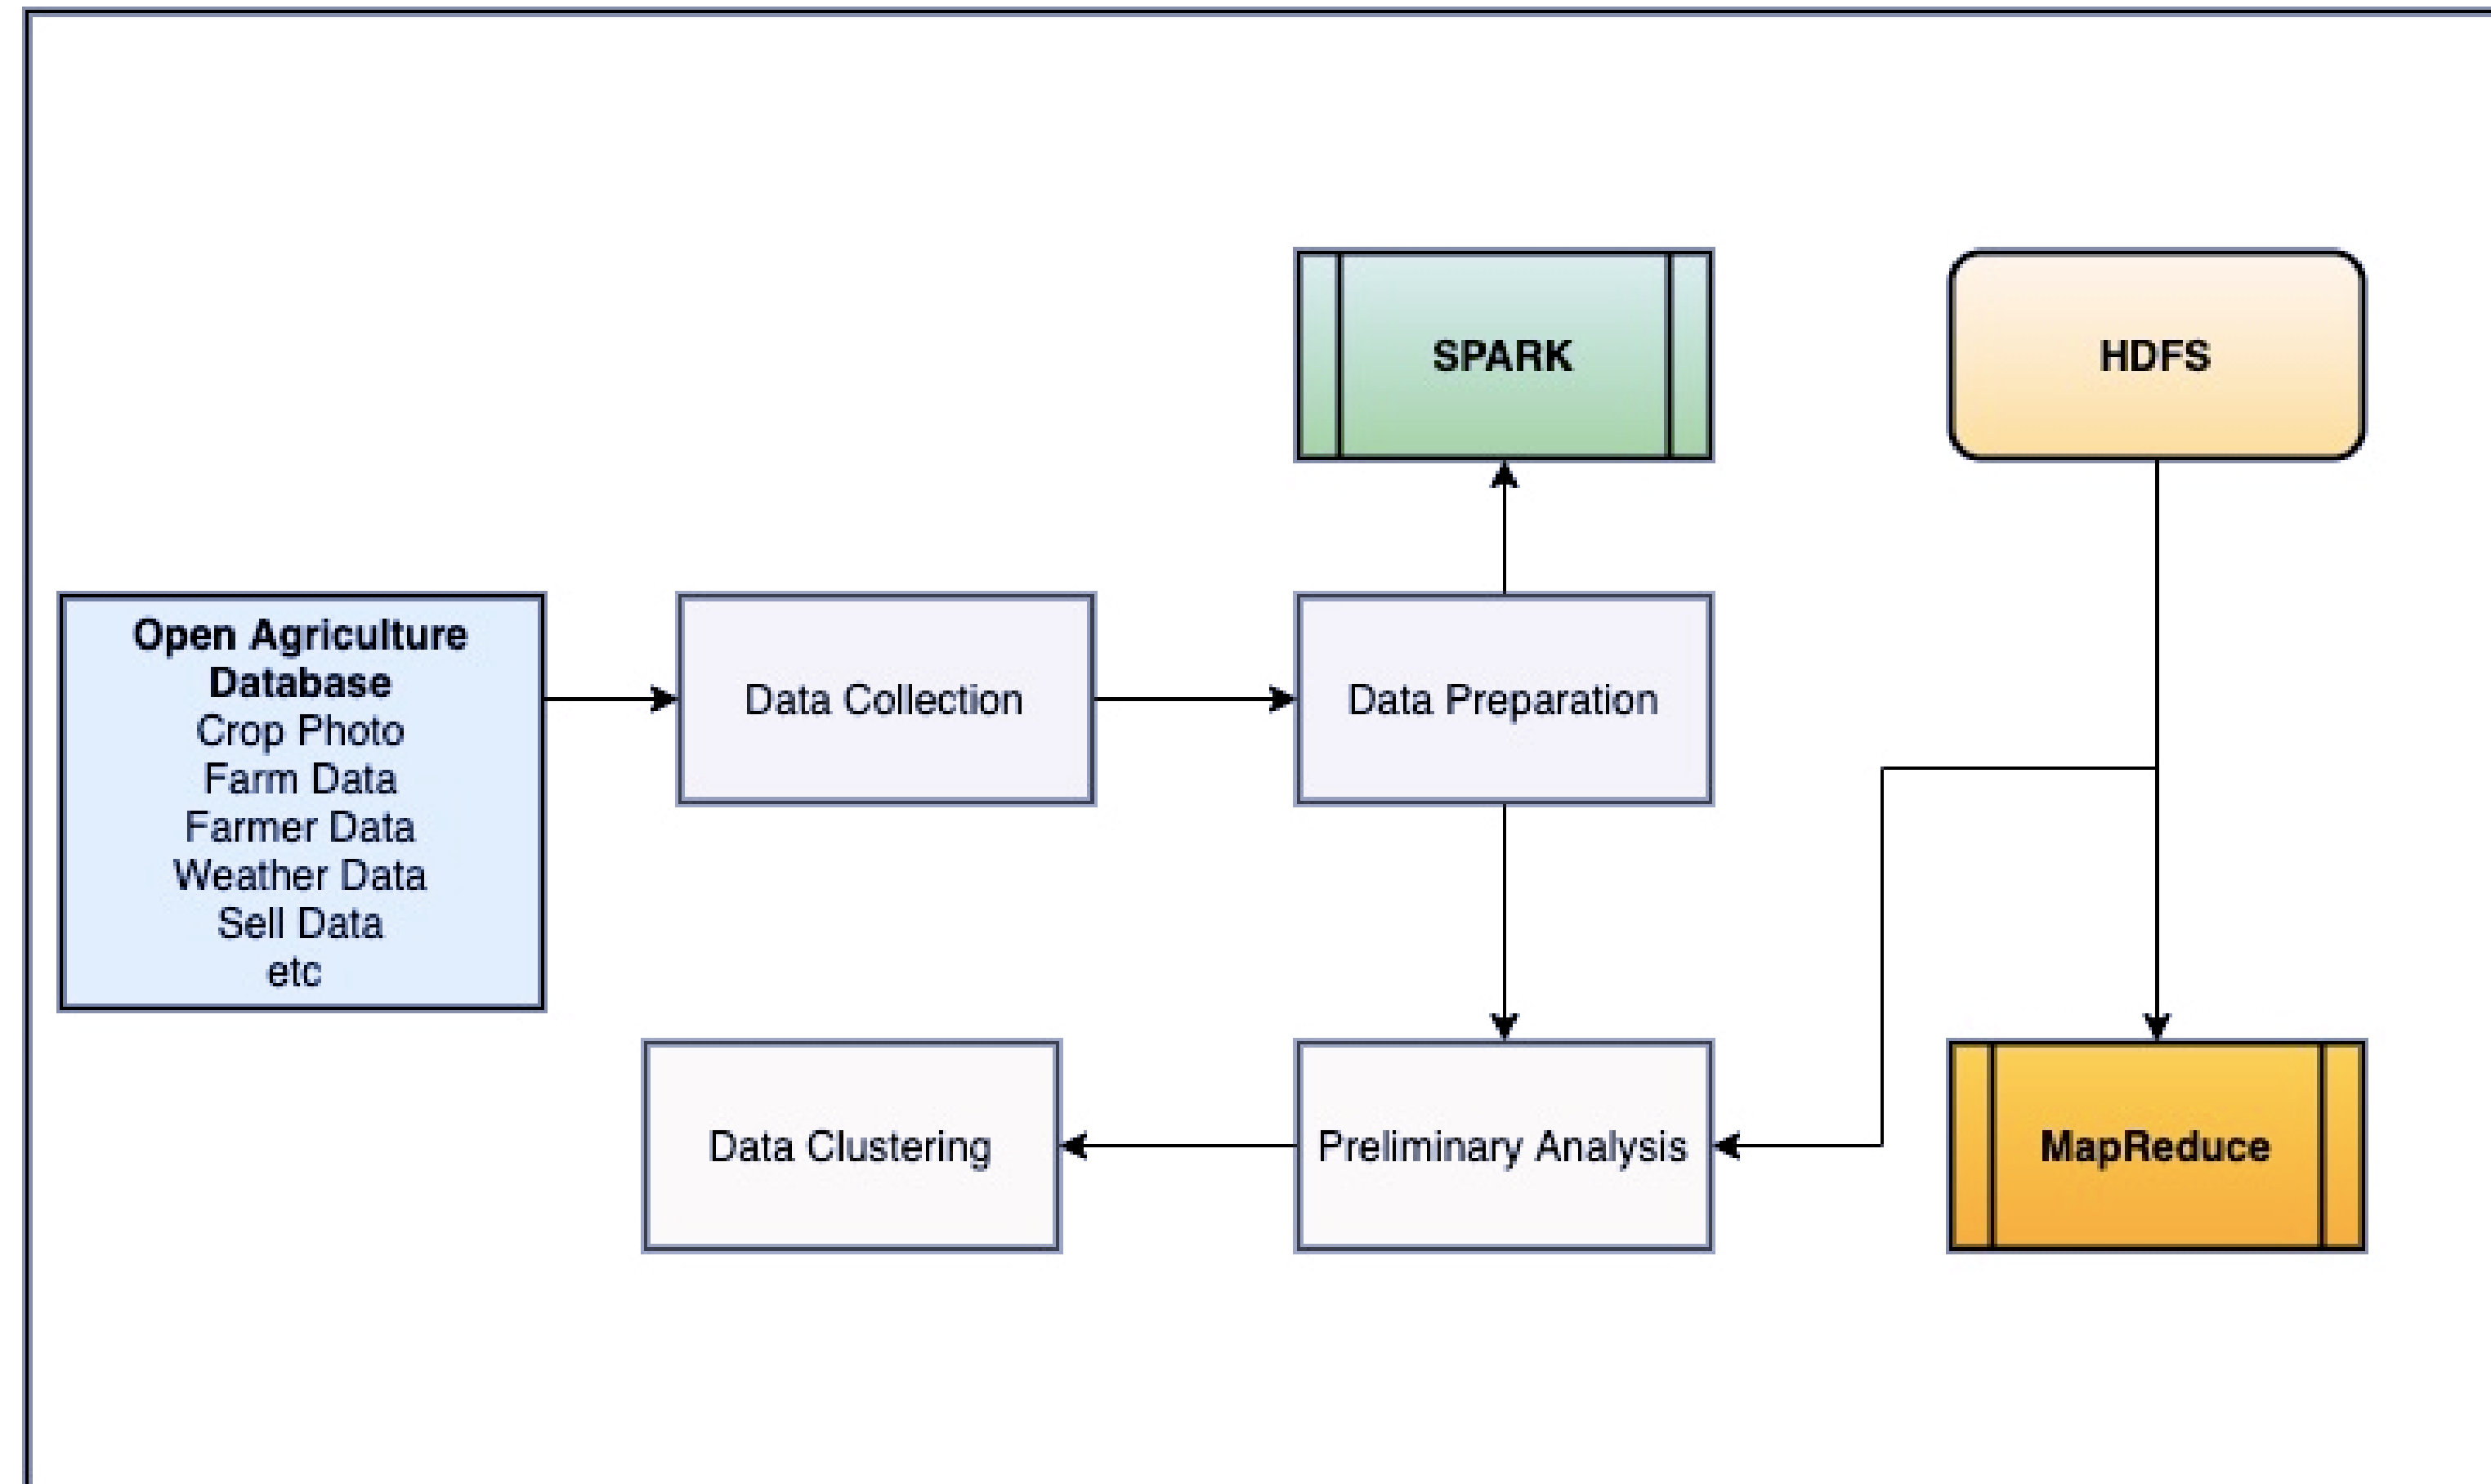 SPARK
HDFS
Open Agriculture
Database
Crop Photo
Farm Data
Farmer Data
Weather Data
Sell Data
etc
Data Collection
Data Preparation
Data Clustering
Preliminary Analysis
MapReduce